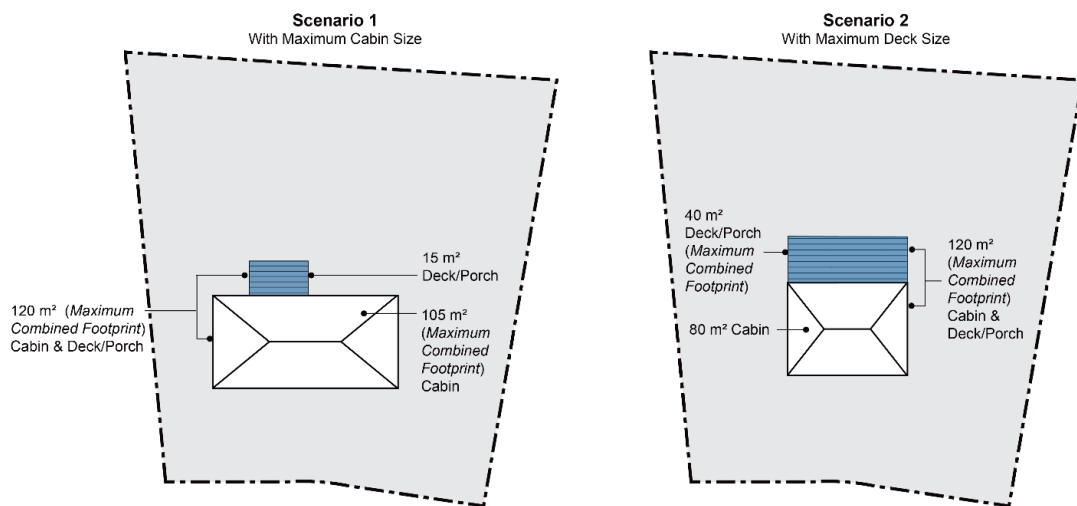 Scenario 1
With Maximum Cabin Size
15 m²
Deck/Porch
120 m² (Maximum
Combined Footprint)
Cabin & Deck/Porch
105 m²
(Maximum
Combined
Footprint)
Cabin
Scenario 2
With Maximum Deck Size
40 m²
Deck/Porch
(Maximum
Combined
Footprint)
80 m² Cabin
120 m²
(Maximum
Combined
Footprint)
Cabin &
Deck/Porch